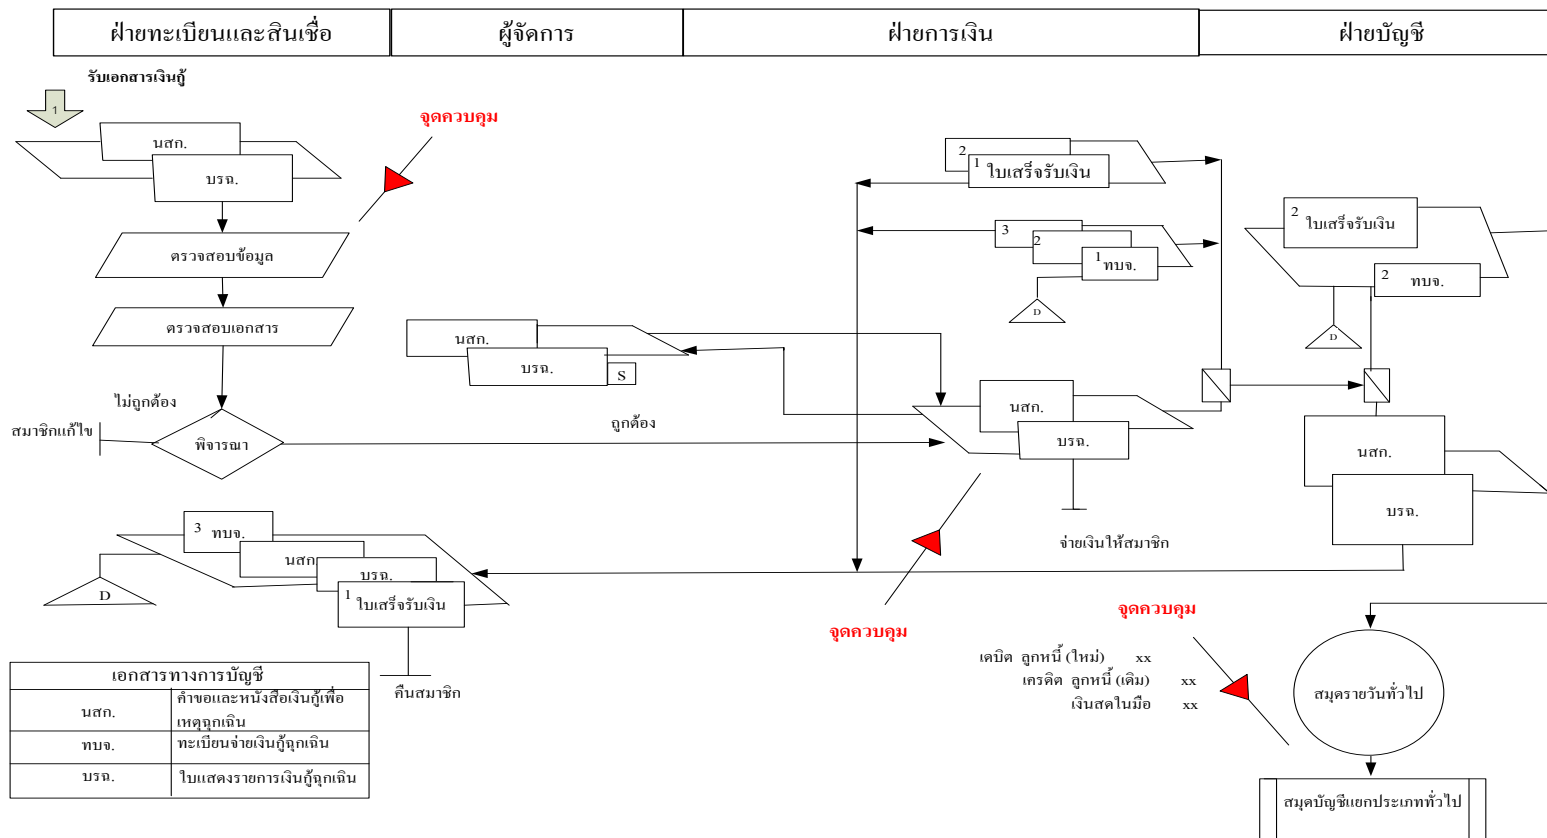 ฝ่ายทะเบียนและสินเชื่อ
ผู้จัดการ
ฝ่ายการเงิน
ฝ่ายบัญชี
รับเอกสารเงินกู้
1
นสก.
บรฉ.
จุดควบคุม
ตรวจสอบข้อมูล
ตรวจสอบเอกสาร
ไม่ถูกต้อง
สมาชิกแก้ไข
พิจารณา
ถูกต้อง
นสก.
บรฉ.
S
2
1 ใบเสร็จรับเงิน
3
2
1 ทบจ.
D
นสก.
บรฉ.
จ่ายเงินให้สมาชิก
จุดควบคุม
2 ใบเสร็จรับเงิน
2 ทบจ.
D
นสก.
บรฉ.
3 ทบจ.
นสก.
บรฉ.
1 ใบเสร็จรับเงิน
D
คืนสมาชิก
จุดควบคุม
เดบิต ลูกหนี้ (ใหม่) xx
เครดิต ลูกหนี้ (เดิม) xx
เงินสดในมือ xx
สมุดรายวันทั่วไป
สมุดบัญชีแยกประเภททั่วไป
เอกสารทางการบัญชี
นสก. คำขอและหนังสือเงินกู้เพื่อ
เหตุฉุกเฉิน
ทบจ. ทะเบียนจ่ายเงินกู้ฉุกเฉิน
บรฉ. ใบแสดงรายการเงินกู้ฉุกเฉิน